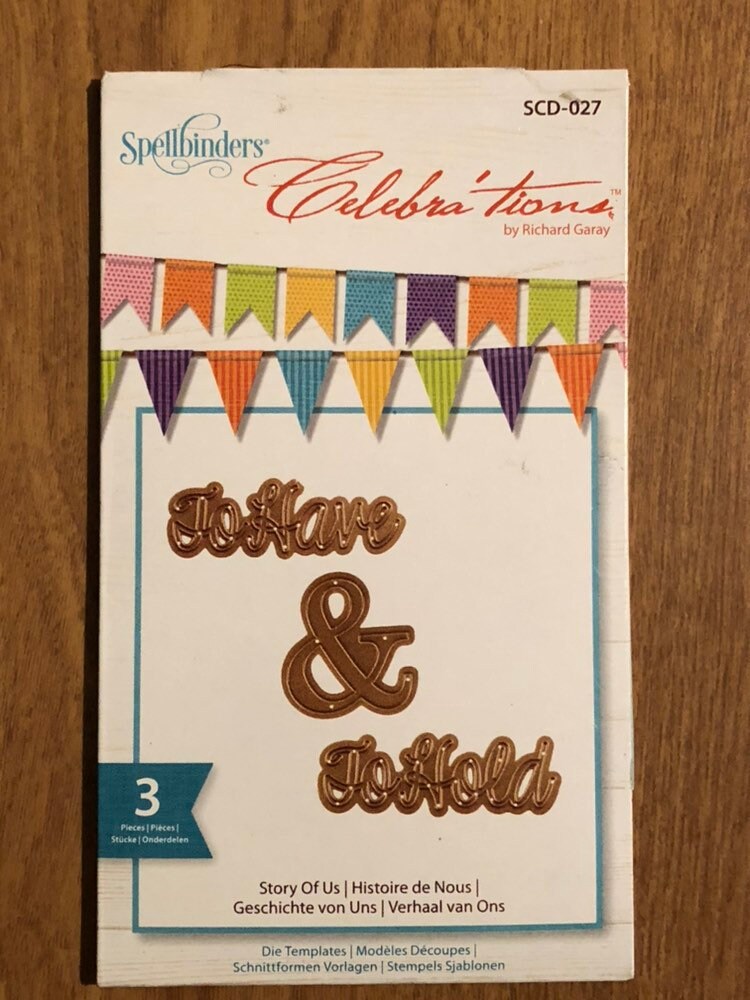 SCD-027
Spellbinders®
Celebra'tions™
by Richard Garay
To Have
&
To Hold
3
Pieces | Pièces |
Stücke | Onderdelen
Story Of Us | Histoire de Nous |
Geschichte von Uns | Verhaal van Ons
Die Templates | Modèles Découpes |
Schnittformen Vorlagen | Stempels Sjablonen